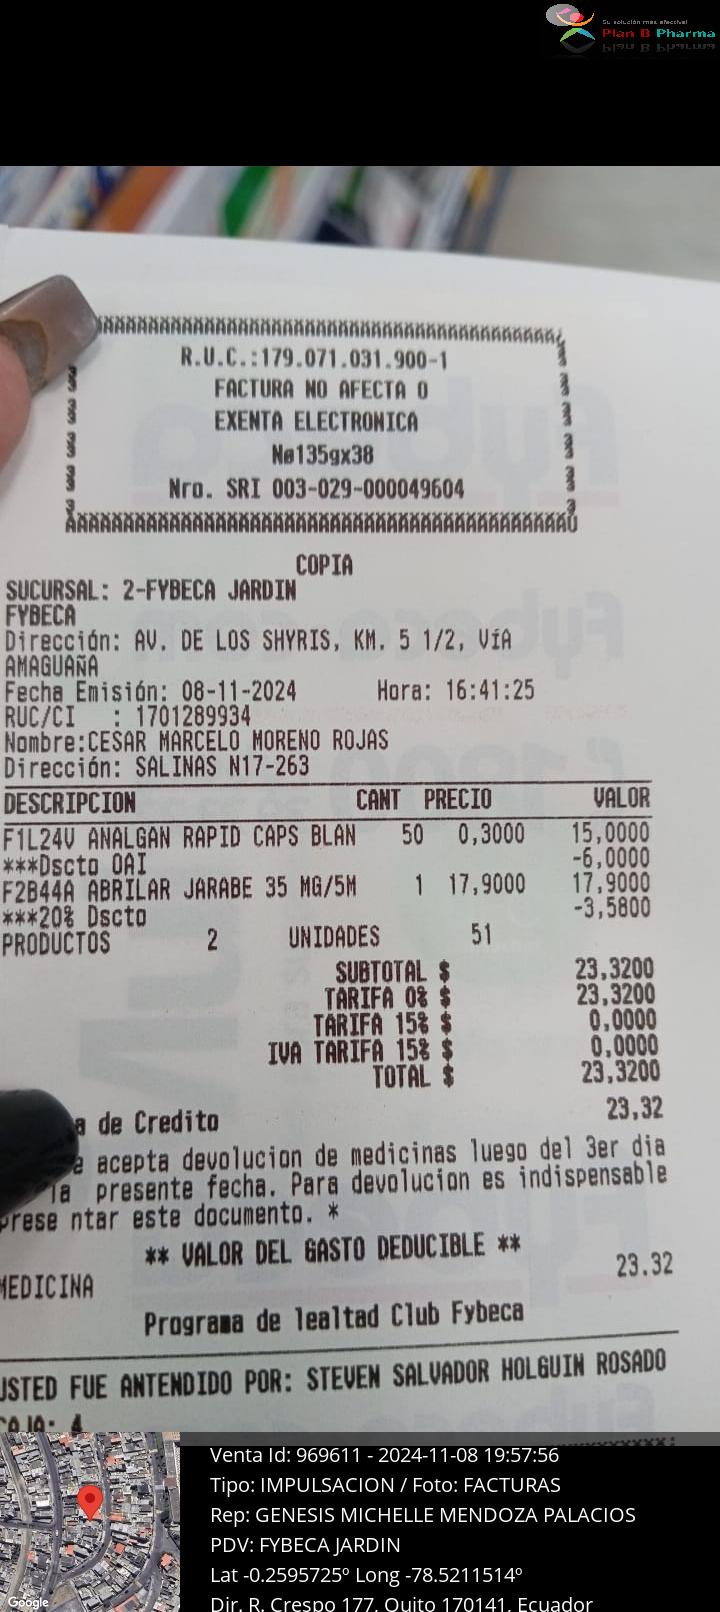 Su solución mas efectiva!
Plan B Pharma
R.U.C.:179.071.031.900-1
FACTURA NO AFECTA O
EXENTA ELECTRONICA
Nø135gx38
Nro. SRI 003-029-000049604
COPIA
SUCURSAL: 2-FYBECA JARDIN
FYBECA
Dirección: AV. DE LOS SHYRIS, KM. 5 1/2, VíA
AMAGUAÑA
Fecha Emisión: 08-11-2024 Hora: 16:41:25
RUC/CI : 1701289934
Nombre:CESAR MARCELO MORENO ROJAS
Dirección: SALINAS N17-263
DESCRIPCION CANT PRECIO VALOR
F1L24V ANALGAN RAPID CAPS BLAN 50 0,3000 15,0000
***Dscto OAI -6,0000
F2B44A ABRILAR JARABE 35 MG/5M 1 17,9000 17,9000
***20% Dscto -3,5800
PRODUCTOS 2 UNIDADES 51
SUBTOTAL $ 23,3200
TARIFA 0% $ 23,3200
TARIFA 15% $ 0,0000
IVA TARIFA 15% $ 0,0000
TOTAL $ 23,3200
a de Credito 23,32
e acepta devolucion de medicinas luego del 3er dia
la presente fecha. Para devolucion es indispensable
prese ntar este documento. *
** VALOR DEL GASTO DEDUCIBLE **
MEDICINA 23.32
Programa de lealtad Club Fybeca
USTED FUE ANTENDIDO POR: STEVEN SALVADOR HOLGUIN ROSADO
CAJA: 4
Google
Venta Id: 969611 - 2024-11-08 19:57:56
Tipo: IMPULSACION / Foto: FACTURAS
Rep: GENESIS MICHELLE MENDOZA PALACIOS
PDV: FYBECA JARDIN
Lat -0.2595725º Long -78.5211514º
Dir. R. Crespo 177, Quito 170141, Ecuador